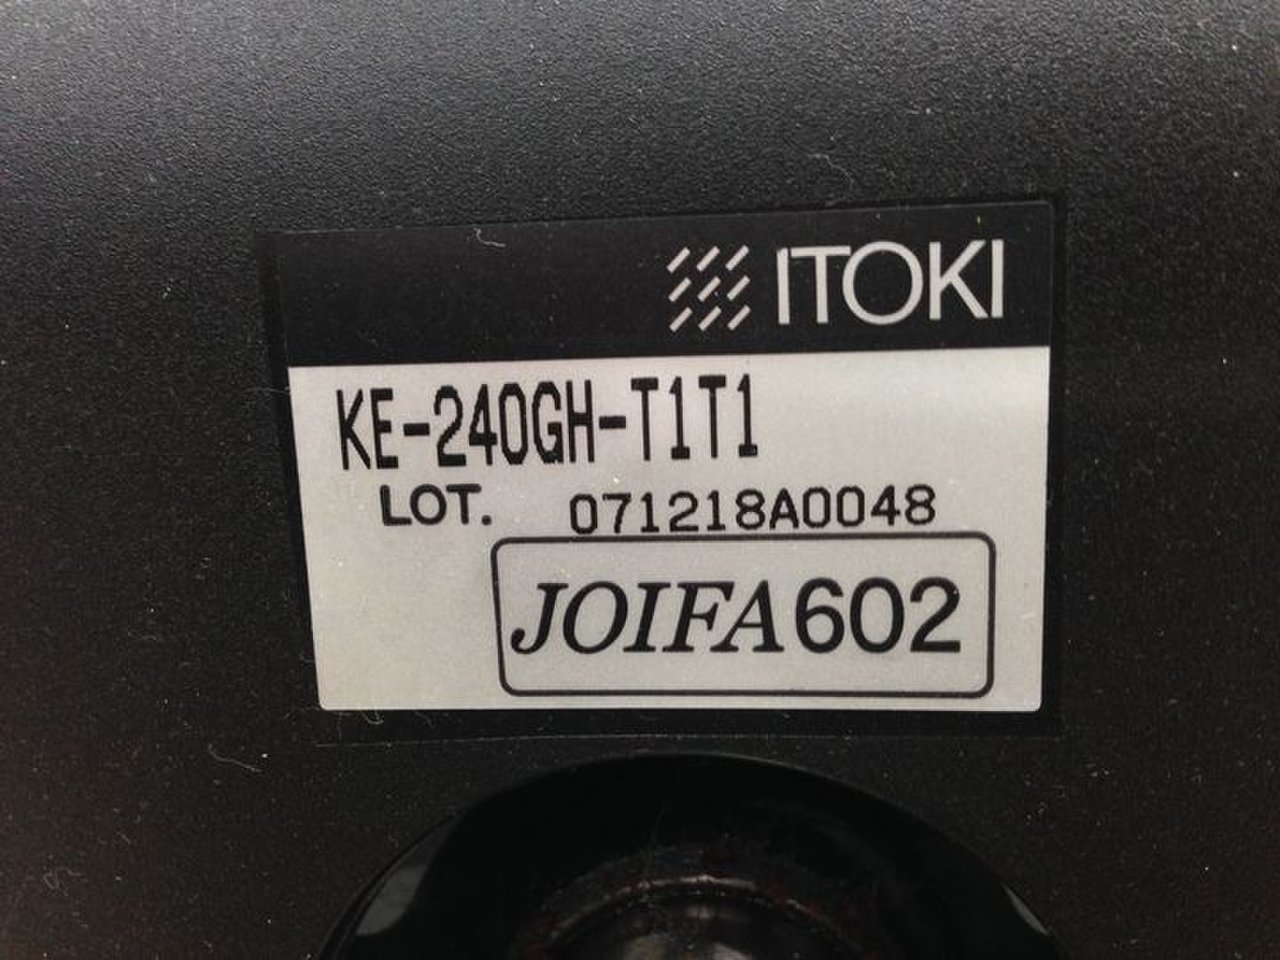 ITOKI
KE-240GH-T1T1
LOT. 071218A0048
JOIFA602